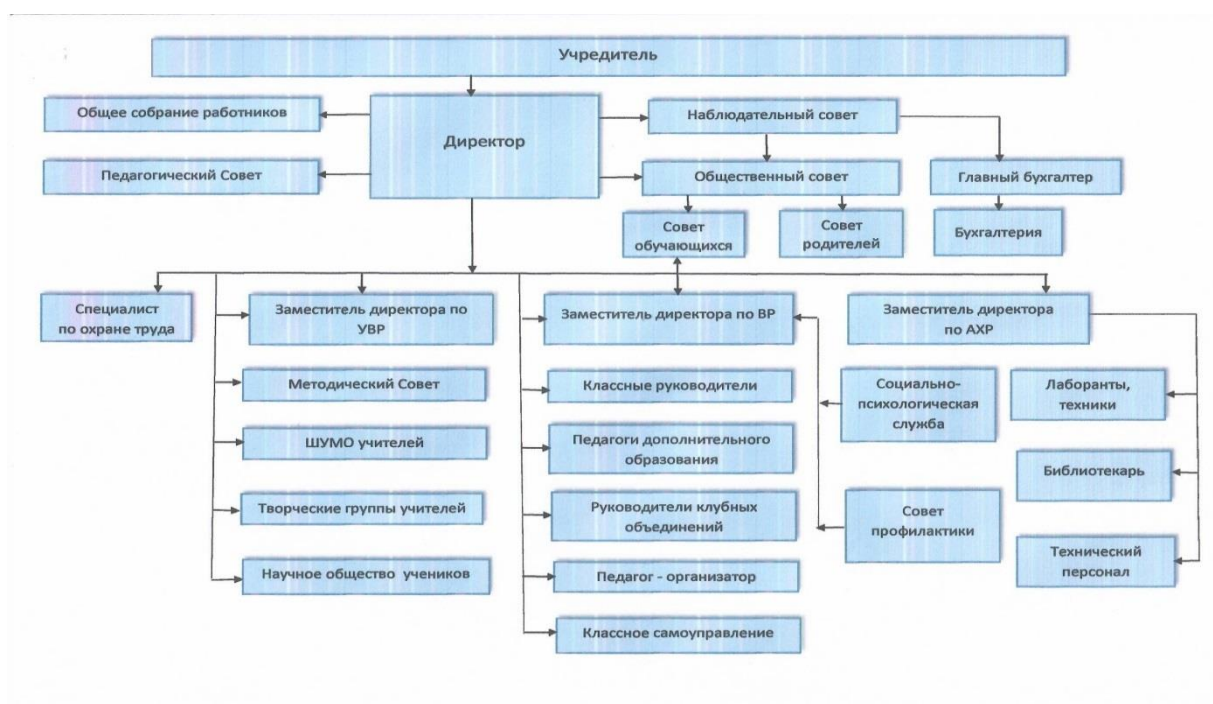 Учредитель
Общее собрание работников
Директор
Наблюдательный совет
Педагогический Совет
Общественный совет
Главный бухгалтер
Совет
обучающихся
Совет
родителей
Бухгалтерия
Специалист
по охране труда
Заместитель директора по
УВР
Заместитель директора по ВР
Заместитель директора
по АХР
Методический Совет
ШУМО учителей
Творческие группы учителей
Научное общество учеников
Классные руководители
Педагоги дополнительного
образования
Руководители клубных
объединений
Педагог - организатор
Классное самоуправление
Социально-
психологическая
служба
Совет
профилактики
Лаборанты,
техники
Библиотекарь
Технический
персонал